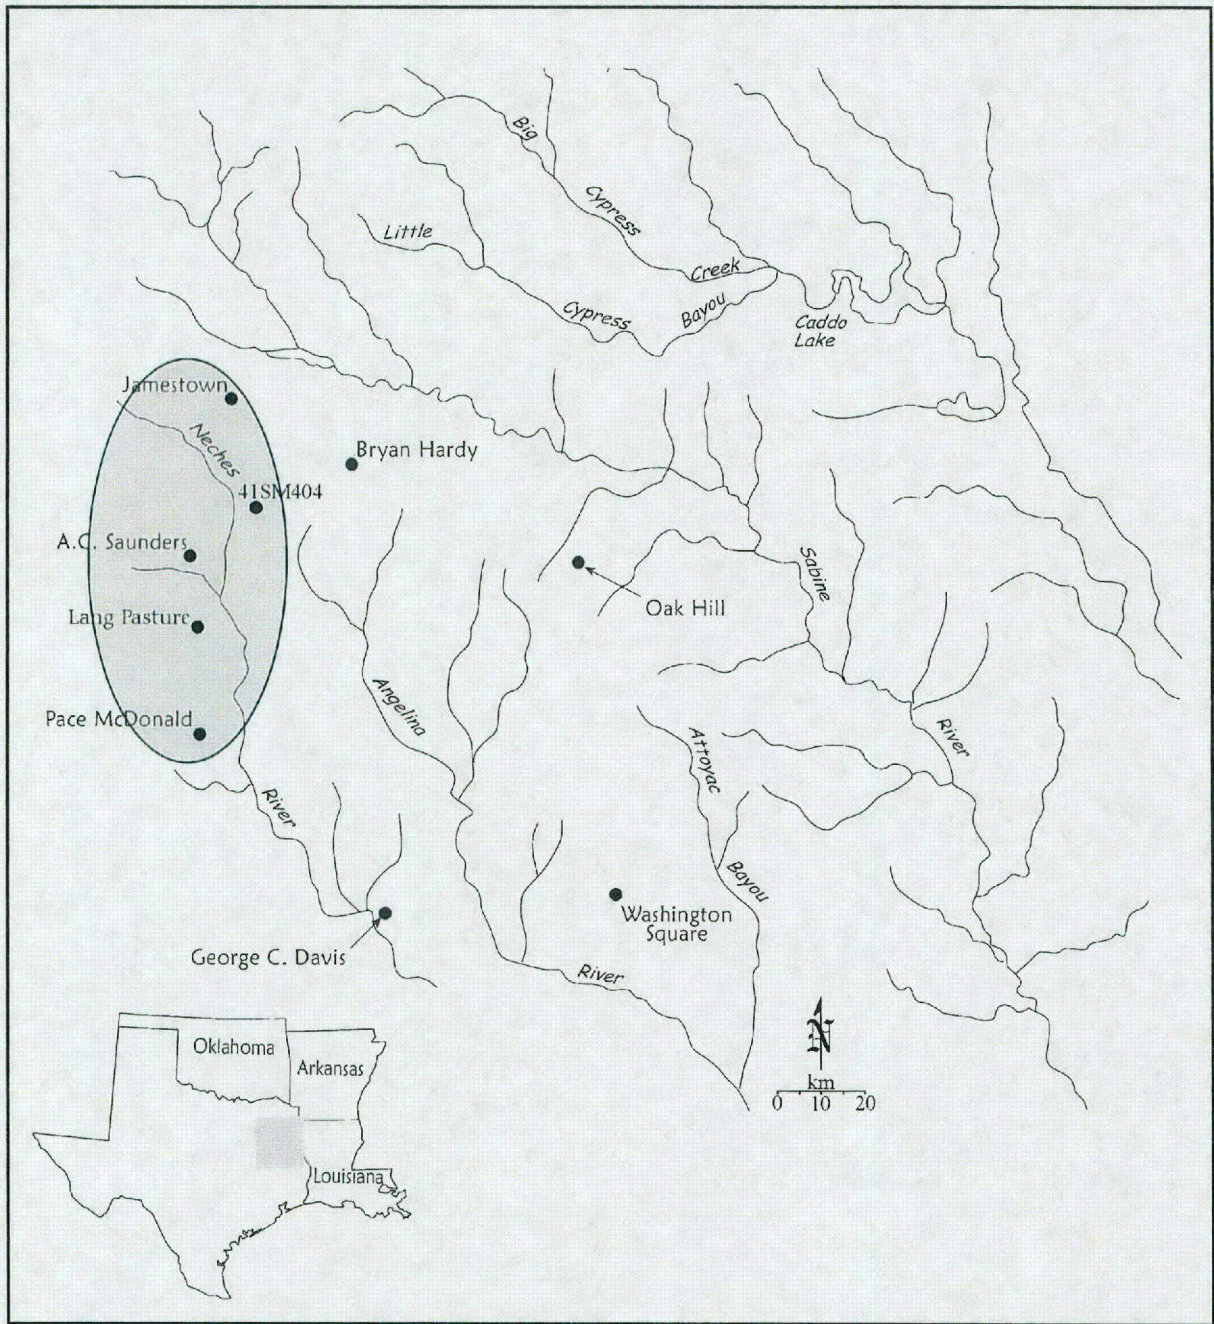 Big
Cypress
Creek
Little
Cypress
Bayou
Caddo
Lake
Jamestown
Neches
Bryan Hardy
41SM404
A.C. Saunders
Sabine
Oak Hill
Lang Pasture
Angelina
Pace McDonald
Attoyac
River
River
Bayou
Washington
Square
George C. Davis
River
N
km
0 10 20
Oklahoma
Arkansas
Louisiana